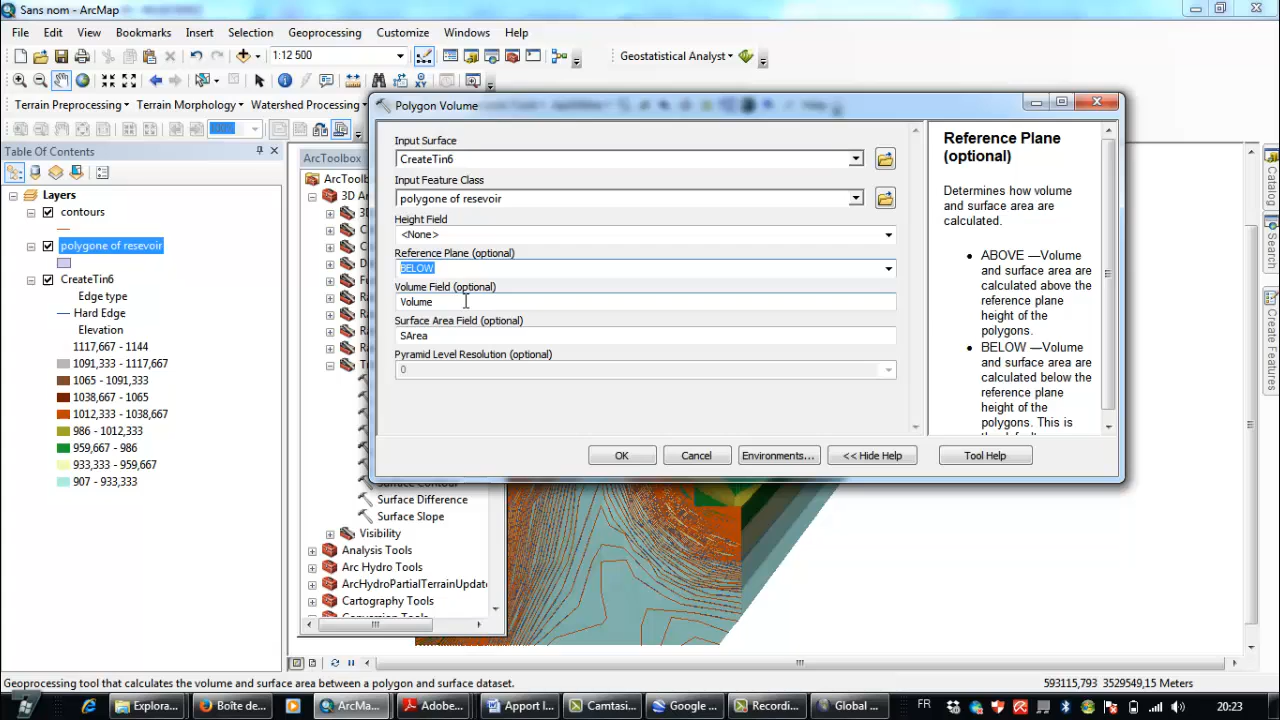 Sans nom - ArcMap
File Edit View Bookmarks Insert Selection Geoprocessing Customize Windows Help
1:12 500
Geostatistical Analyst
Terrain Preprocessing Terrain Morphology Watershed Processing
Table Of Contents
Layers
contours
polygone of resevoir
CreateTin6
Edge type
Hard Edge
Elevation
1117,667 - 1144
1091,333 - 1117,667
1065 - 1091,333
1038,667 - 1065
1012,333 - 1038,667
986 - 1012,333
959,667 - 986
933,333 - 959,667
907 - 933,333
ArcToolbox
Surface Difference
Surface Slope
Visibility
Analysis Tools
Arc Hydro Tools
ArcHydroPartialTerrainUpdate
Cartography Tools
Polygon Volume
Input Surface
CreateTin6
Input Feature Class
polygone of resevoir
Height Field
<None>
Reference Plane (optional)
BELOW
Volume Field (optional)
Volume
Surface Area Field (optional)
SArea
Pyramid Level Resolution (optional)
0
OK Cancel Environments... << Hide Help Tool Help
Reference Plane
(optional)
Determines how volume
and surface area are
calculated.
ABOVE —Volume
and surface area are
calculated above the
reference plane
height of the
polygons.
BELOW —Volume
and surface area are
calculated below the
reference plane
height of the
polygons. This is
Catalog
Search
Create Features
Geoprocessing tool that calculates the volume and surface area between a polygon and surface dataset.
593115,793 3529549,15 Meters
Explora... Boîte de... ArcMa... Adobe... Apport I... Camtasi... Google ... Recordi... Global ...
FR
20:23